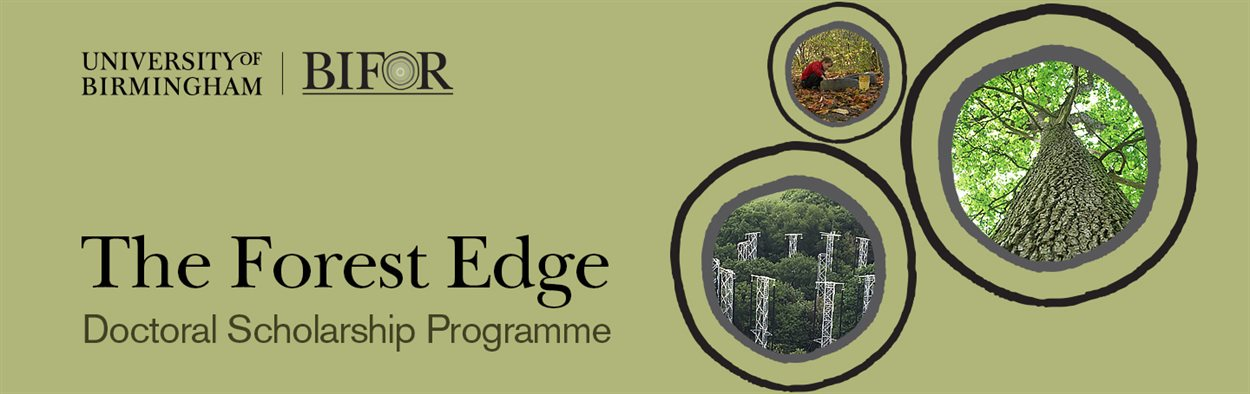 UNIVERSITY OF
BIRMINGHAM
BIFOR
The Forest Edge
Doctoral Scholarship Programme